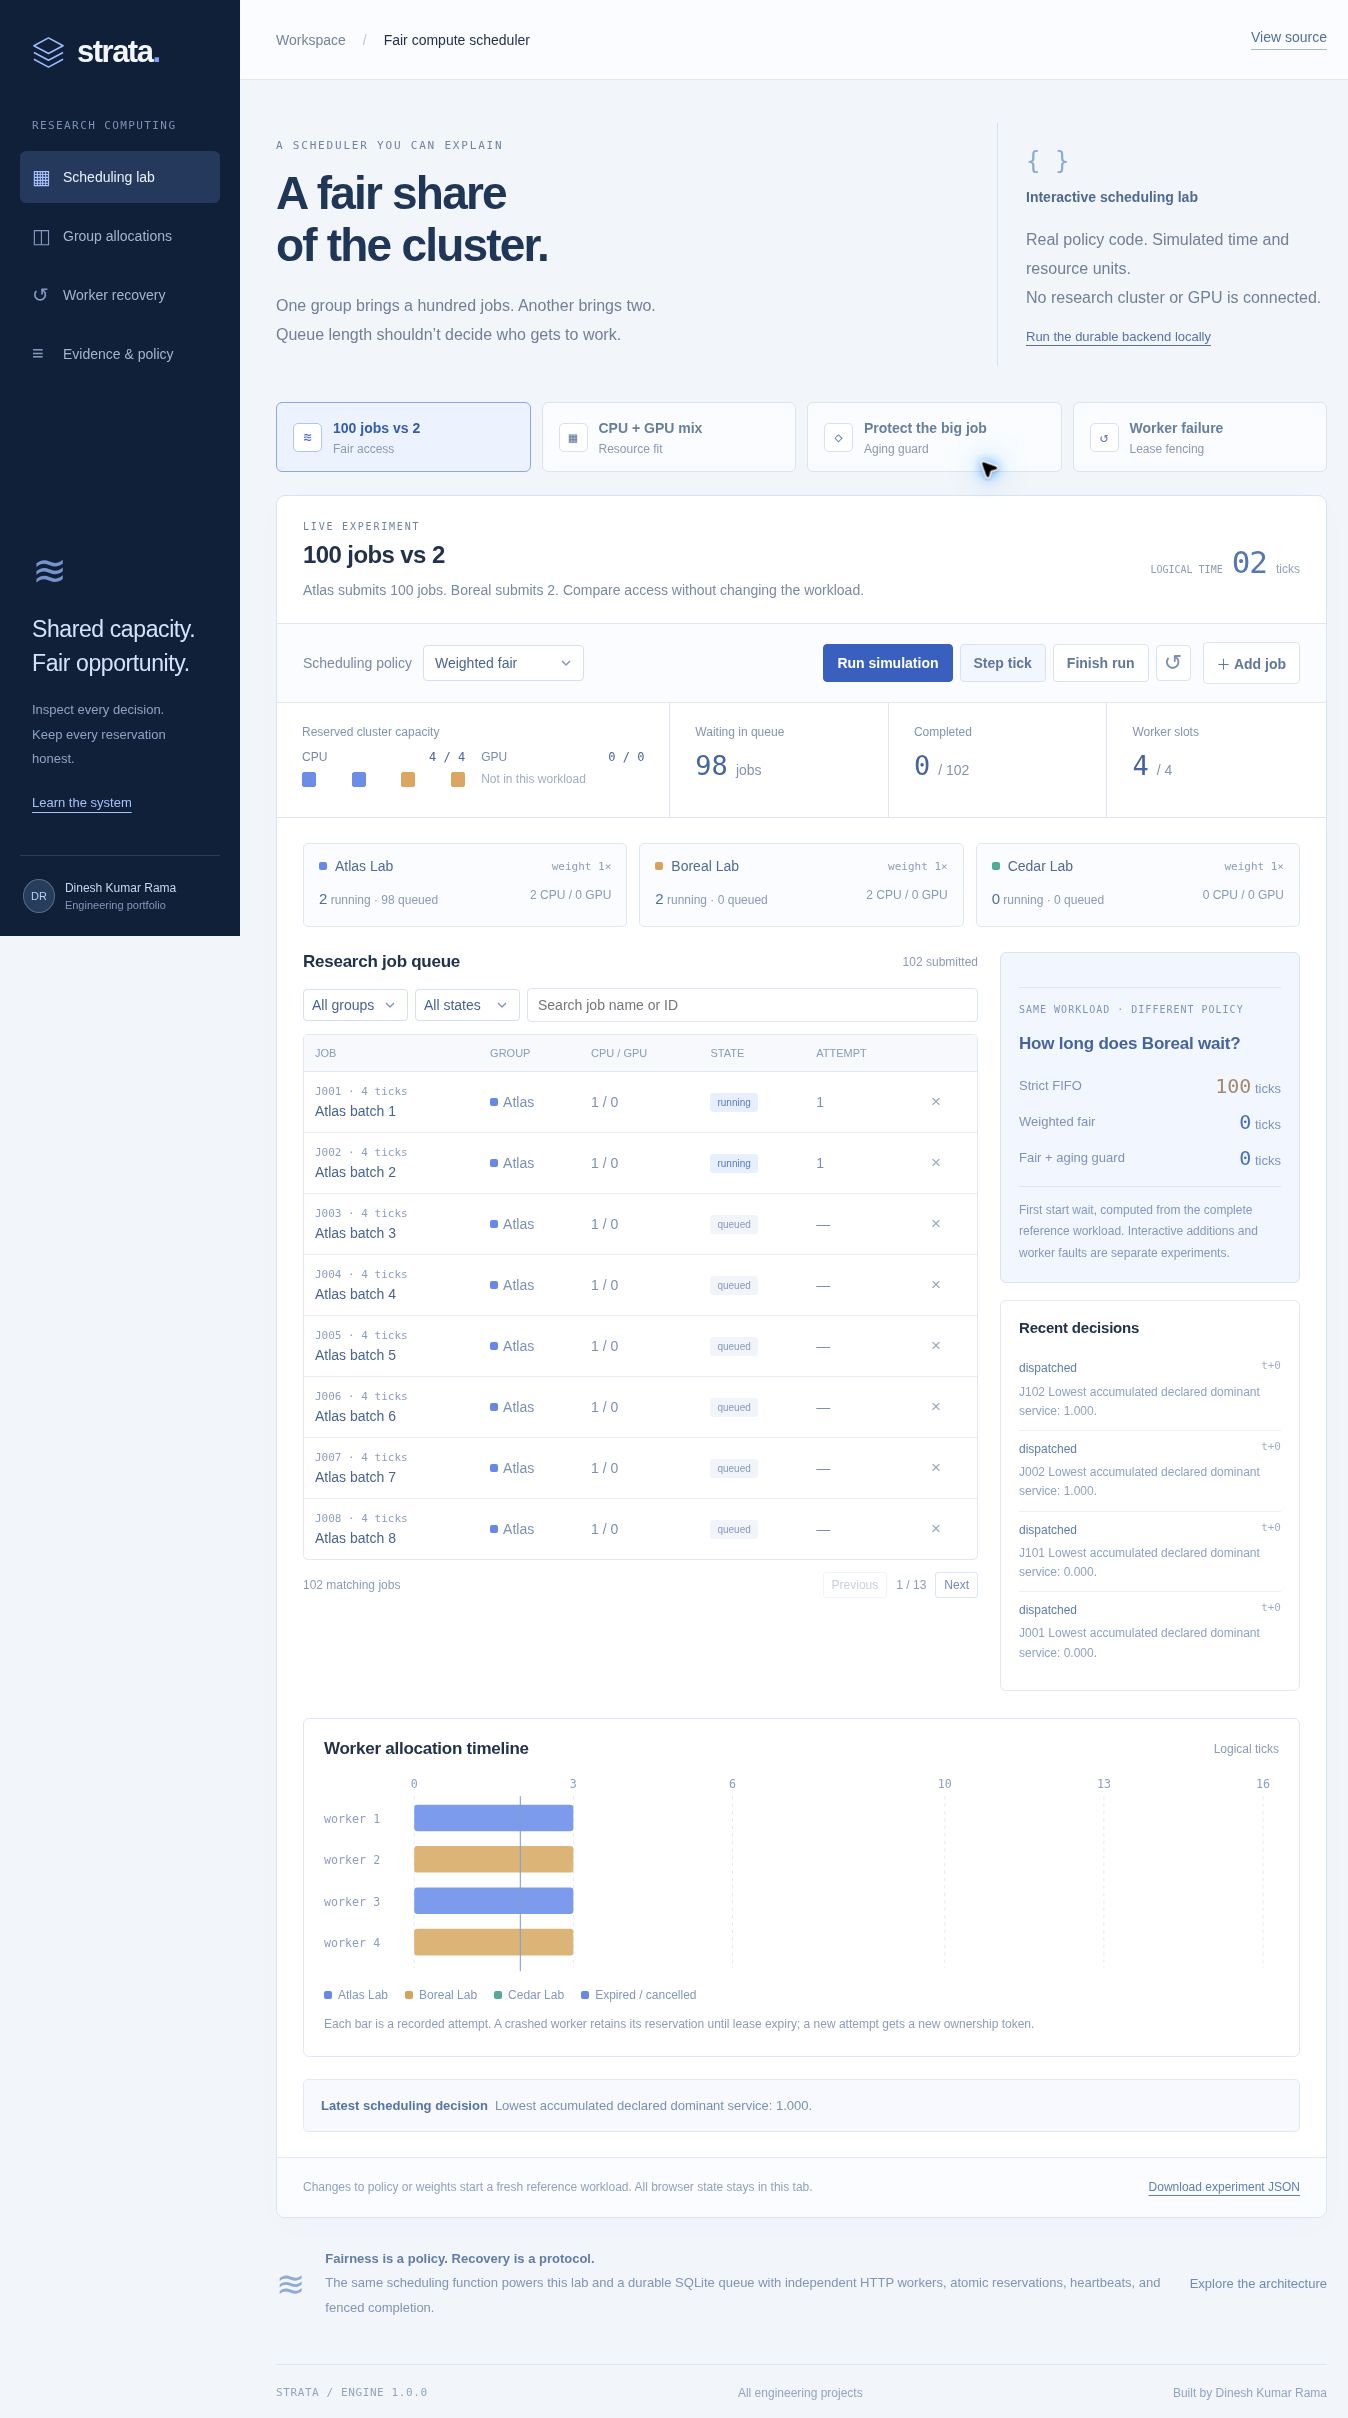 strata.
RESEARCH COMPUTING
Scheduling lab
Group allocations
Worker recovery
Evidence & policy
Shared capacity.
Fair opportunity.
Inspect every decision.
Keep every reservation
honest.
Learn the system
DR
Dinesh Kumar Rama
Engineering portfolio
Workspace / Fair compute scheduler
View source
A SCHEDULER YOU CAN EXPLAIN
A fair share
of the cluster.
One group brings a hundred jobs. Another brings two.
Queue length shouldn’t decide who gets to work.
{ }
Interactive scheduling lab
Real policy code. Simulated time and
resource units.
No research cluster or GPU is connected.
Run the durable backend locally
100 jobs vs 2
Fair access
CPU + GPU mix
Resource fit
Protect the big job
Aging guard
Worker failure
Lease fencing
LIVE EXPERIMENT
100 jobs vs 2
Atlas submits 100 jobs. Boreal submits 2. Compare access without changing the workload.
LOGICAL TIME 02 ticks
Scheduling policy
Weighted fair
Run simulation
Step tick
Finish run
+ Add job
Reserved cluster capacity
CPU 4 / 4
GPU 0 / 0
Not in this workload
Waiting in queue
98 jobs
Completed
0 / 102
Worker slots
4 / 4
Atlas Lab weight 1×
2 running · 98 queued 2 CPU / 0 GPU
Boreal Lab weight 1×
2 running · 0 queued 2 CPU / 0 GPU
Cedar Lab weight 1×
0 running · 0 queued 0 CPU / 0 GPU
Research job queue 102 submitted
All groups
All states
Search job name or ID
JOB GROUP CPU / GPU STATE ATTEMPT
J001 · 4 ticks
Atlas batch 1 Atlas 1 / 0 running 1 ×
J002 · 4 ticks
Atlas batch 2 Atlas 1 / 0 running 1 ×
J003 · 4 ticks
Atlas batch 3 Atlas 1 / 0 queued — ×
J004 · 4 ticks
Atlas batch 4 Atlas 1 / 0 queued — ×
J005 · 4 ticks
Atlas batch 5 Atlas 1 / 0 queued — ×
J006 · 4 ticks
Atlas batch 6 Atlas 1 / 0 queued — ×
J007 · 4 ticks
Atlas batch 7 Atlas 1 / 0 queued — ×
J008 · 4 ticks
Atlas batch 8 Atlas 1 / 0 queued — ×
102 matching jobs
Previous 1 / 13 Next
SAME WORKLOAD · DIFFERENT POLICY
How long does Boreal wait?
Strict FIFO 100 ticks
Weighted fair 0 ticks
Fair + aging guard 0 ticks
First start wait, computed from the complete
reference workload. Interactive additions and
worker faults are separate experiments.
Recent decisions
dispatched t+0
J102 Lowest accumulated declared dominant
service: 1.000.
dispatched t+0
J002 Lowest accumulated declared dominant
service: 1.000.
dispatched t+0
J101 Lowest accumulated declared dominant
service: 0.000.
dispatched t+0
J001 Lowest accumulated declared dominant
service: 0.000.
Worker allocation timeline Logical ticks
0 3 6 10 13 16
worker 1
worker 2
worker 3
worker 4
Atlas Lab Boreal Lab Cedar Lab Expired / cancelled
Each bar is a recorded attempt. A crashed worker retains its reservation until lease expiry; a new attempt gets a new ownership token.
Latest scheduling decision Lowest accumulated declared dominant service: 1.000.
Changes to policy or weights start a fresh reference workload. All browser state stays in this tab.
Download experiment JSON
Fairness is a policy. Recovery is a protocol.
The same scheduling function powers this lab and a durable SQLite queue with independent HTTP workers, atomic reservations, heartbeats, and
fenced completion.
Explore the architecture
STRATA / ENGINE 1.0.0
All engineering projects
Built by Dinesh Kumar Rama